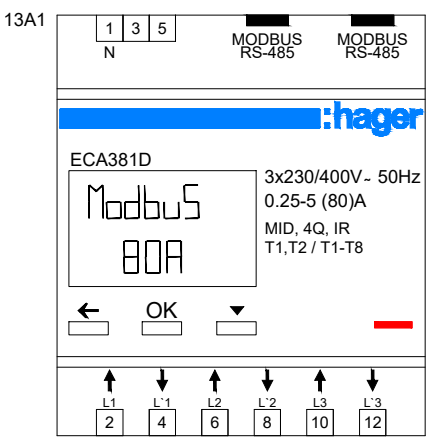 13A1
1 3 5
N
MODBUS
RS-485
MODBUS
RS-485
:hager
ECA381D
ModbuS
80A
3x230/400V~ 50Hz
0.25-5 (80)A
MID, 4Q, IR
T1,T2 / T1-T8
OK
L1 L`1 L2 L`2 L3 L`3
2 4 6 8 10 12